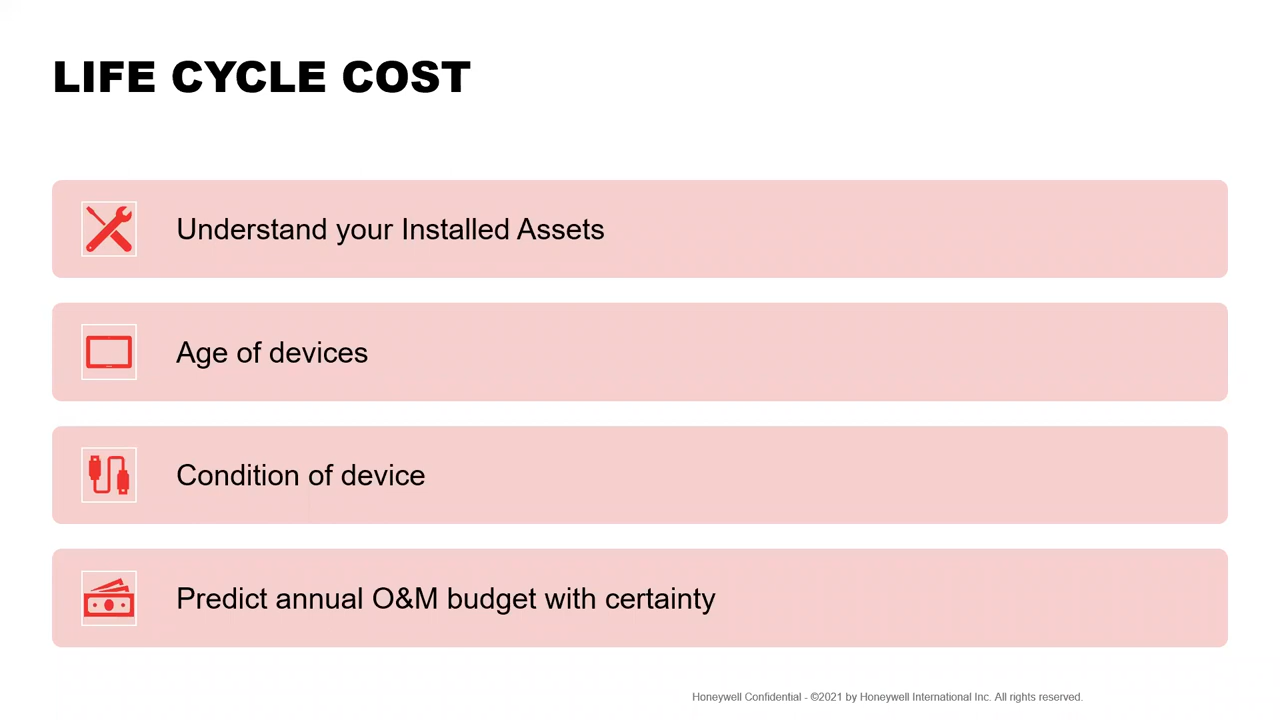 LIFE CYCLE COST
Understand your Installed Assets
Age of devices
Condition of device
Predict annual O&M budget with certainty
Honeywell Confidential - ©2021 by Honeywell International Inc. All rights reserved.